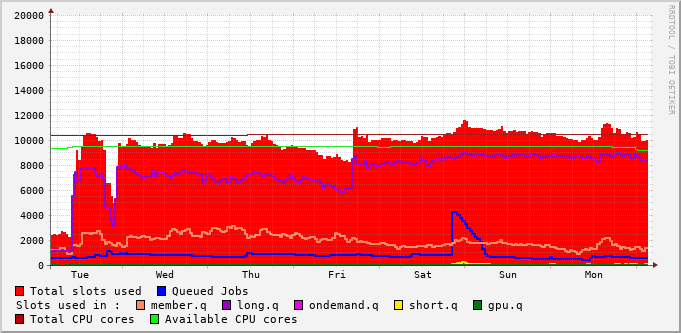 20000
18000
16000
14000
12000
10000
8000
6000
4000
2000
0
Tue Wed Thu Fri Sat Sun Mon
RRDTOOL / TOBI OETIKER
Total slots used Queued Jobs
Slots used in : member.q long.q ondemand.q short.q gpu.q
Total CPU cores Available CPU cores